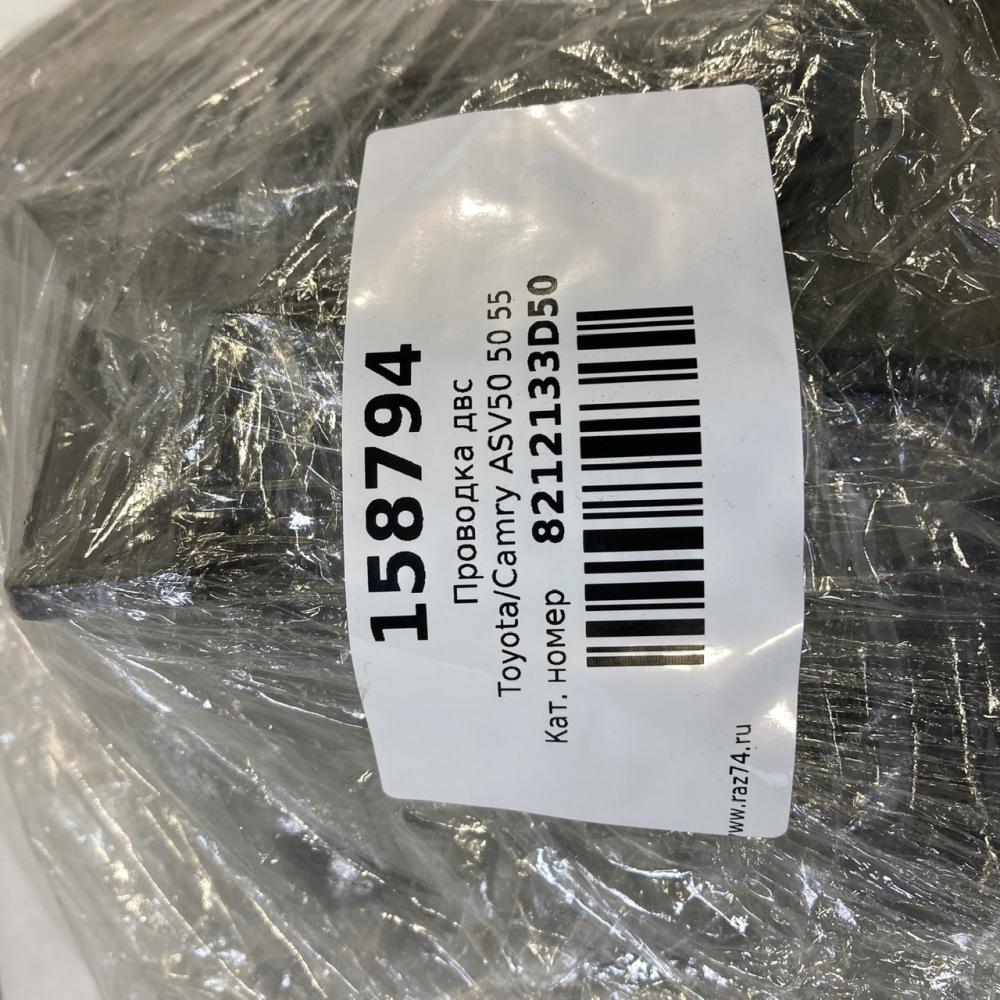 158794
Проводка двс
Toyota/Camry ASV50 50 55
Кат. номер 8212133D50
www.raz74.ru